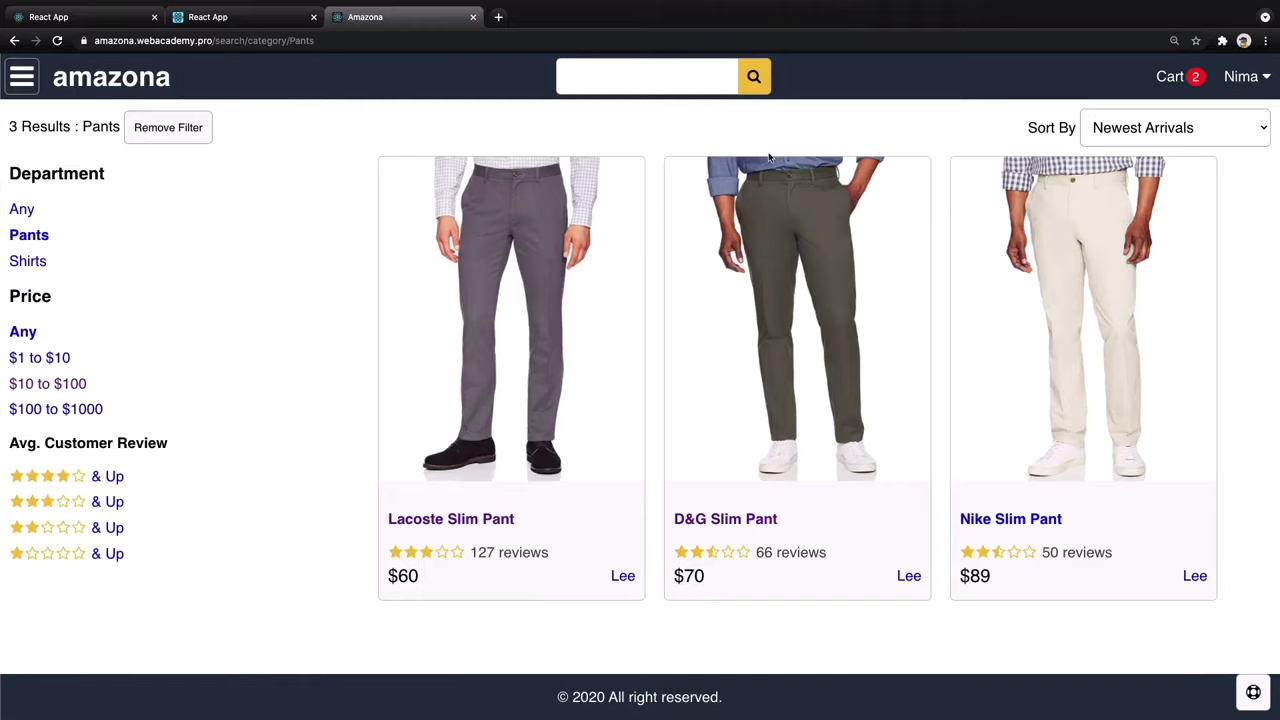 React App
React App
Amazona
amazona.webacademy.pro/search/category/Pants
amazona
Cart 2
Nima
3 Results : Pants
Remove Filter
Sort By
Newest Arrivals
Department
Any
Pants
Shirts
Price
Any
$1 to $10
$10 to $100
$100 to $1000
Avg. Customer Review
& Up
& Up
& Up
& Up
Lacoste Slim Pant
127 reviews
$60
Lee
D&G Slim Pant
66 reviews
$70
Lee
Nike Slim Pant
50 reviews
$89
Lee
© 2020 All right reserved.